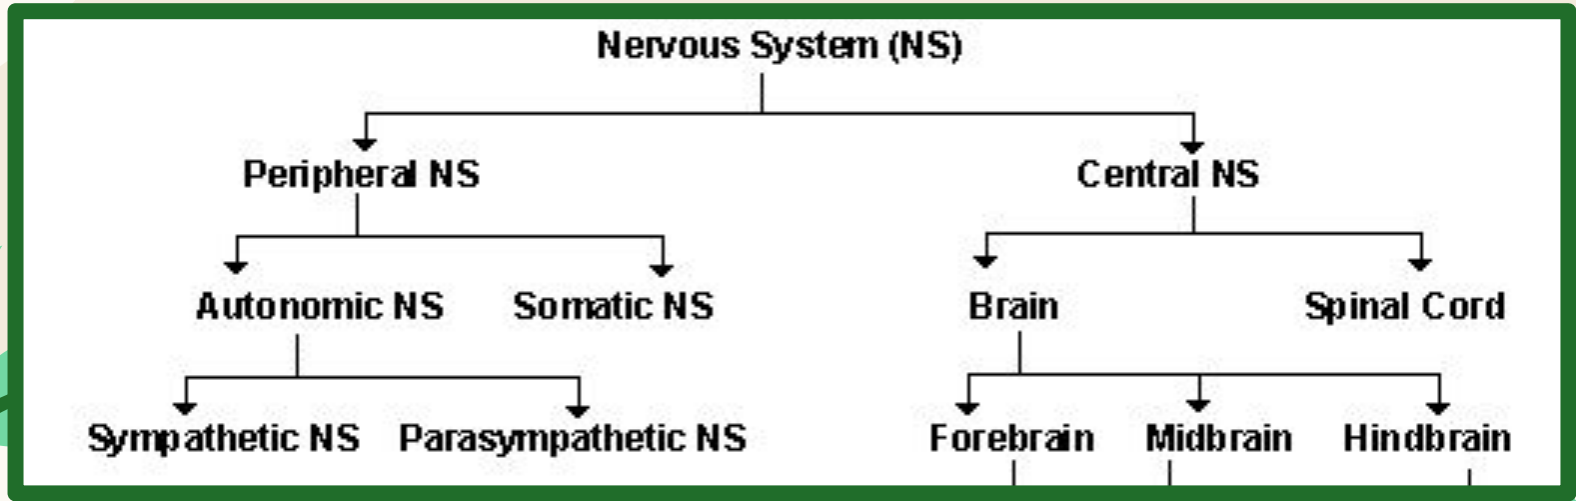 Nervous System (NS)
Peripheral NS
Central NS
Autonomic NS
Somatic NS
Brain
Spinal Cord
Sympathetic NS
Parasympathetic NS
Forebrain
Midbrain
Hindbrain